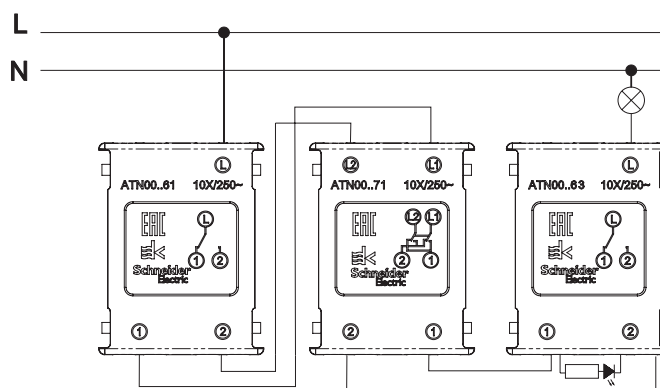 L
N
L
ATN00..61 10X/250~
L
1 2
EAC
Schneider
Electric
1 2
L2 L1
ATN00..71 10X/250~
L2 L1
2 1
EAC
Schneider
Electric
2 1
L
ATN00..63 10X/250~
L
1 2
EAC
Schneider
Electric
1 2